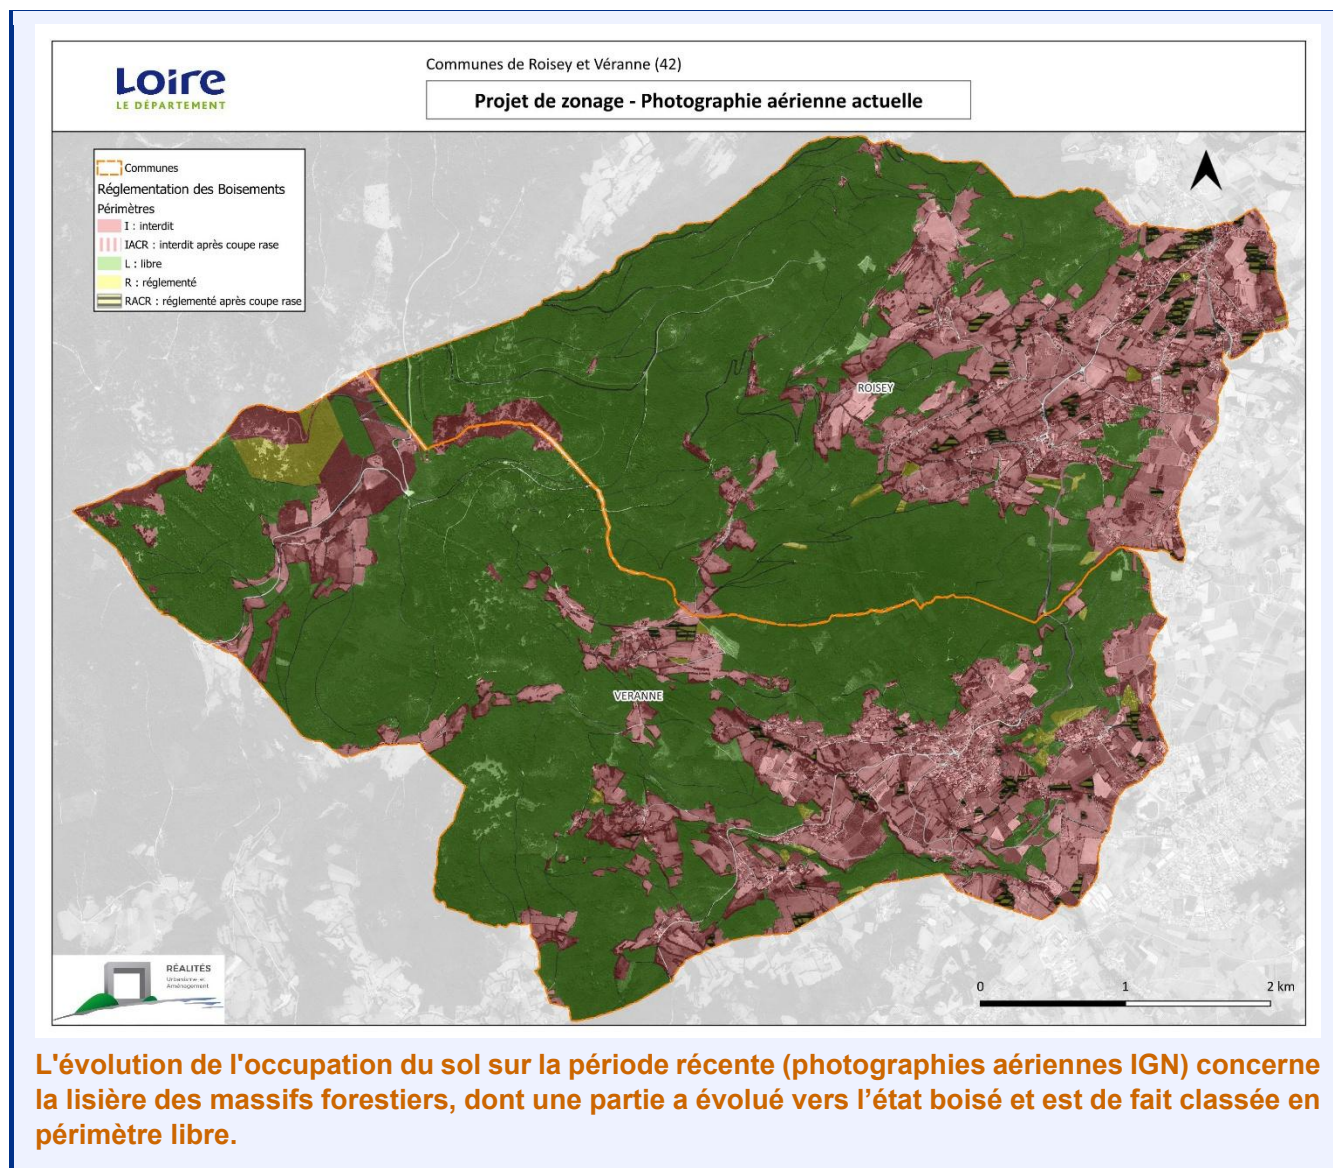 Loire
LE DÉPARTEMENT
Communes de Roisey et Véranne (42)
Projet de zonage - Photographie aérienne actuelle
Communes
Réglementation des Boisements
Périmètres
I : interdit
IACR : interdit après coupe rase
L : libre
R : réglementé
RACR : réglementé après coupe rase
ROISEY
VERANNE
RÉALITÉS
Urbanisme et
Aménagement
0 1 2 km
L'évolution de l'occupation du sol sur la période récente (photographies aériennes IGN) concerne
la lisière des massifs forestiers, dont une partie a évolué vers l’état boisé et est de fait classée en
périmètre libre.